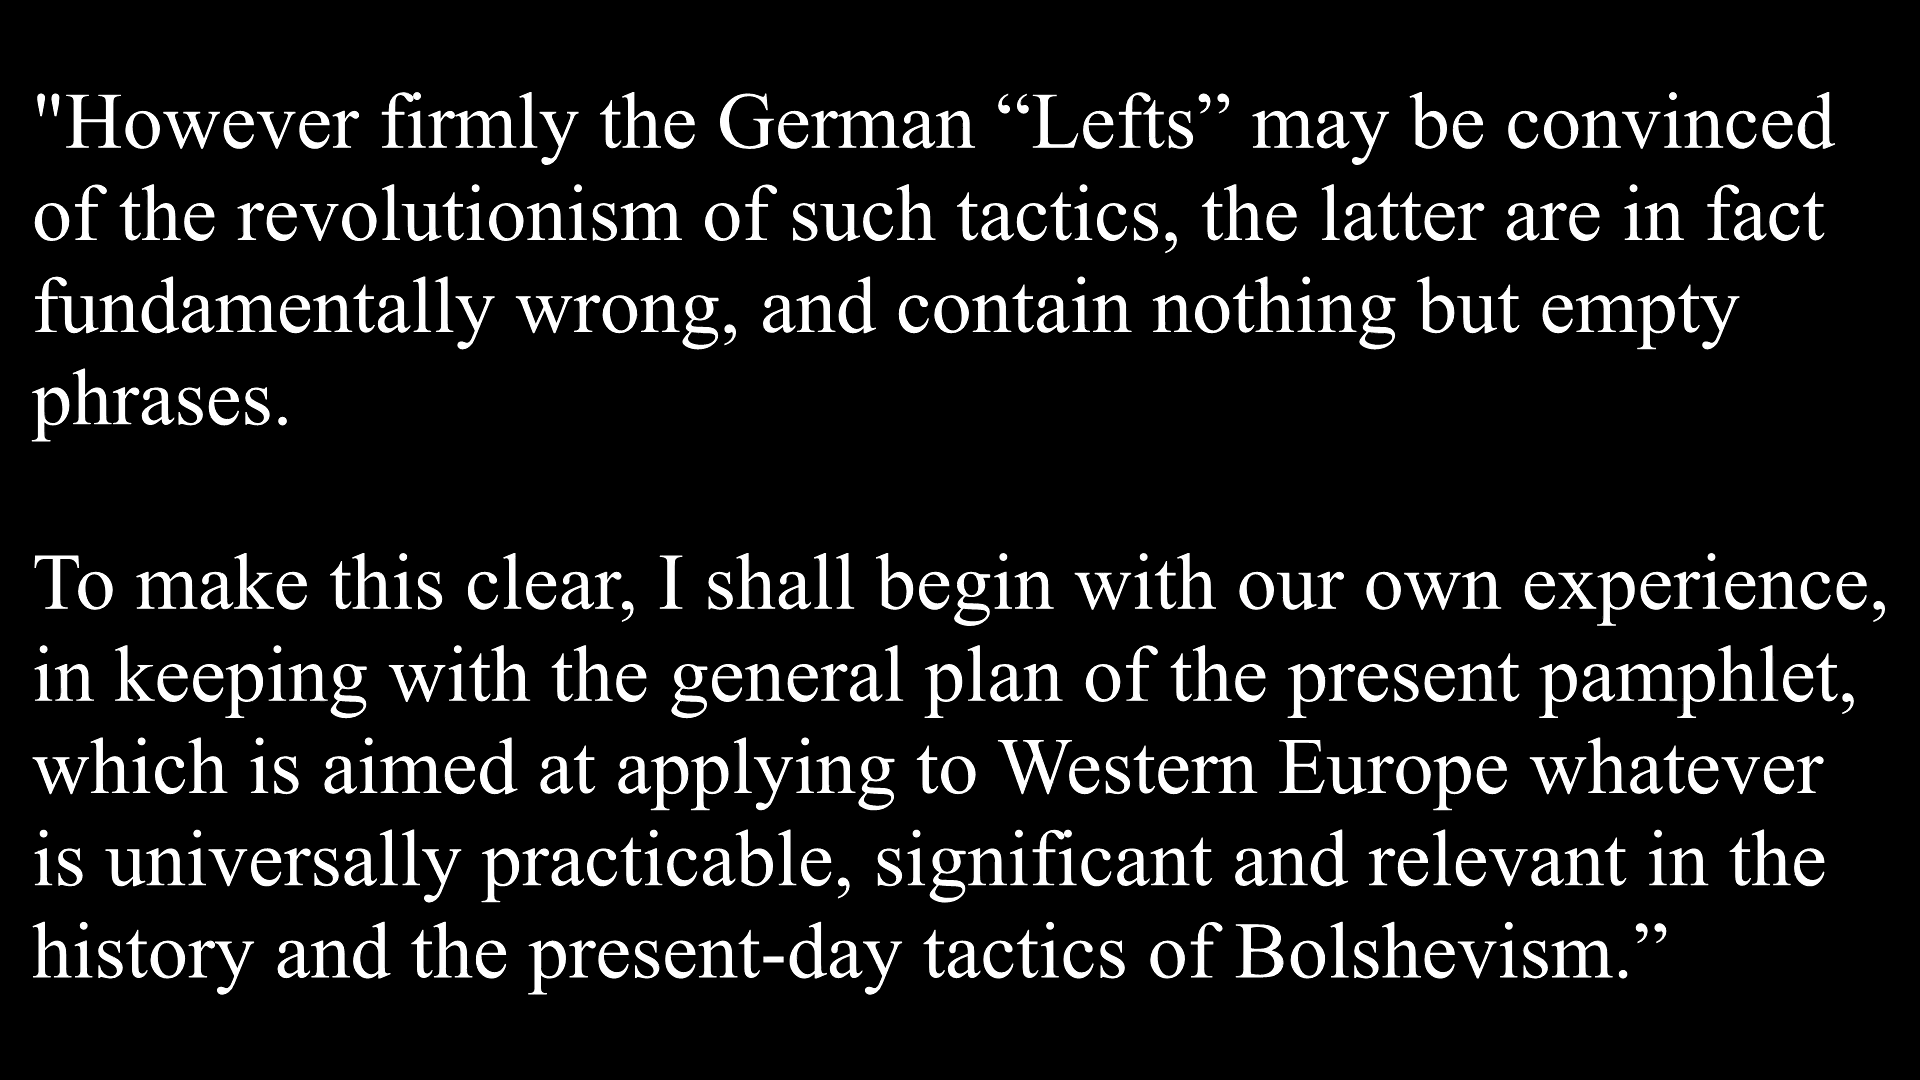 "However firmly the German “Lefts” may be convinced
of the revolutionism of such tactics, the latter are in fact
fundamentally wrong, and contain nothing but empty
phrases.
To make this clear, I shall begin with our own experience,
in keeping with the general plan of the present pamphlet,
which is aimed at applying to Western Europe whatever
is universally practicable, significant and relevant in the
history and the present-day tactics of Bolshevism.”